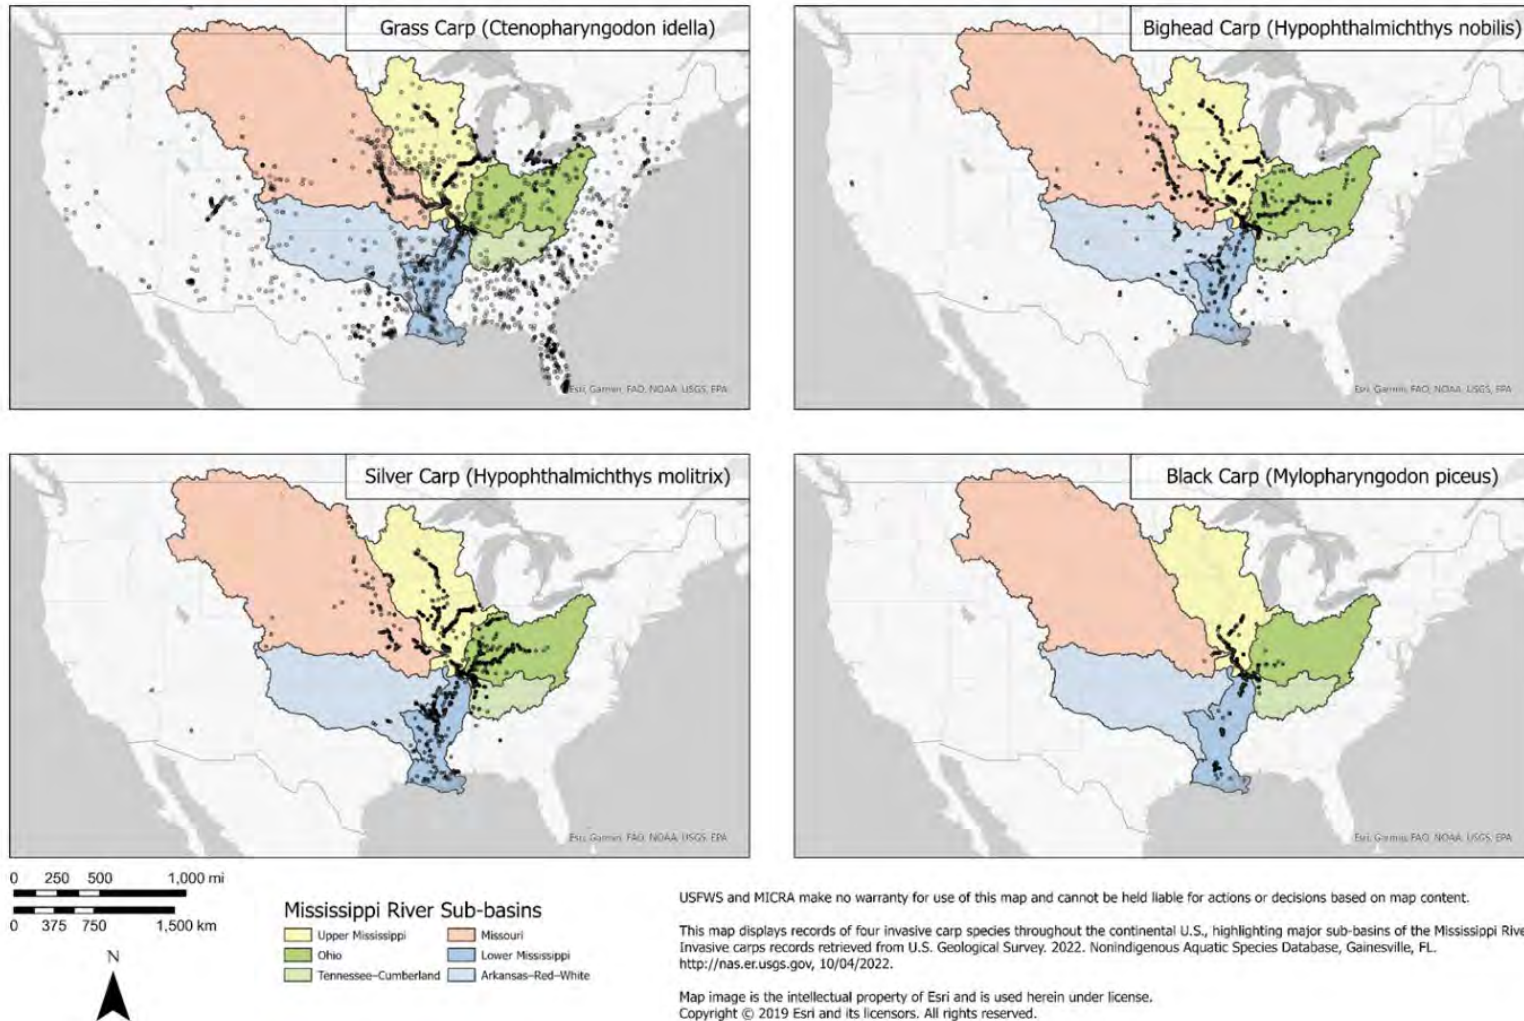 Grass Carp (Ctenopharyngodon idella)
Bighead Carp (Hypophthalmichthys nobilis)
Esri, Garmin, FAO, NOAA, USGS, EPA
Esri, Garmin, FAO, NOAA, USGS, EPA
Silver Carp (Hypophthalmichthys molitrix)
Black Carp (Mylopharyngodon piceus)
Esri, Garmin, FAO, NOAA, USGS, EPA
Esri, Garmin, FAO, NOAA, USGS, EPA
0 250 500 1,000 mi
0 375 750 1,500 km
N
Mississippi River Sub-basins
Upper Mississippi
Missouri
Ohio
Lower Mississippi
Tennessee–Cumberland
Arkansas–Red–White
USFWS and MICRA make no warranty for use of this map and cannot be held liable for actions or decisions based on map content.
This map displays records of four invasive carp species throughout the continental U.S., highlighting major sub-basins of the Mississippi Rive
Invasive carps records retrieved from U.S. Geological Survey. 2022. Nonindigenous Aquatic Species Database, Gainesville, FL.
http://nas.er.usgs.gov, 10/04/2022.
Map image is the intellectual property of Esri and is used herein under license.
Copyright © 2019 Esri and its licensors. All rights reserved.